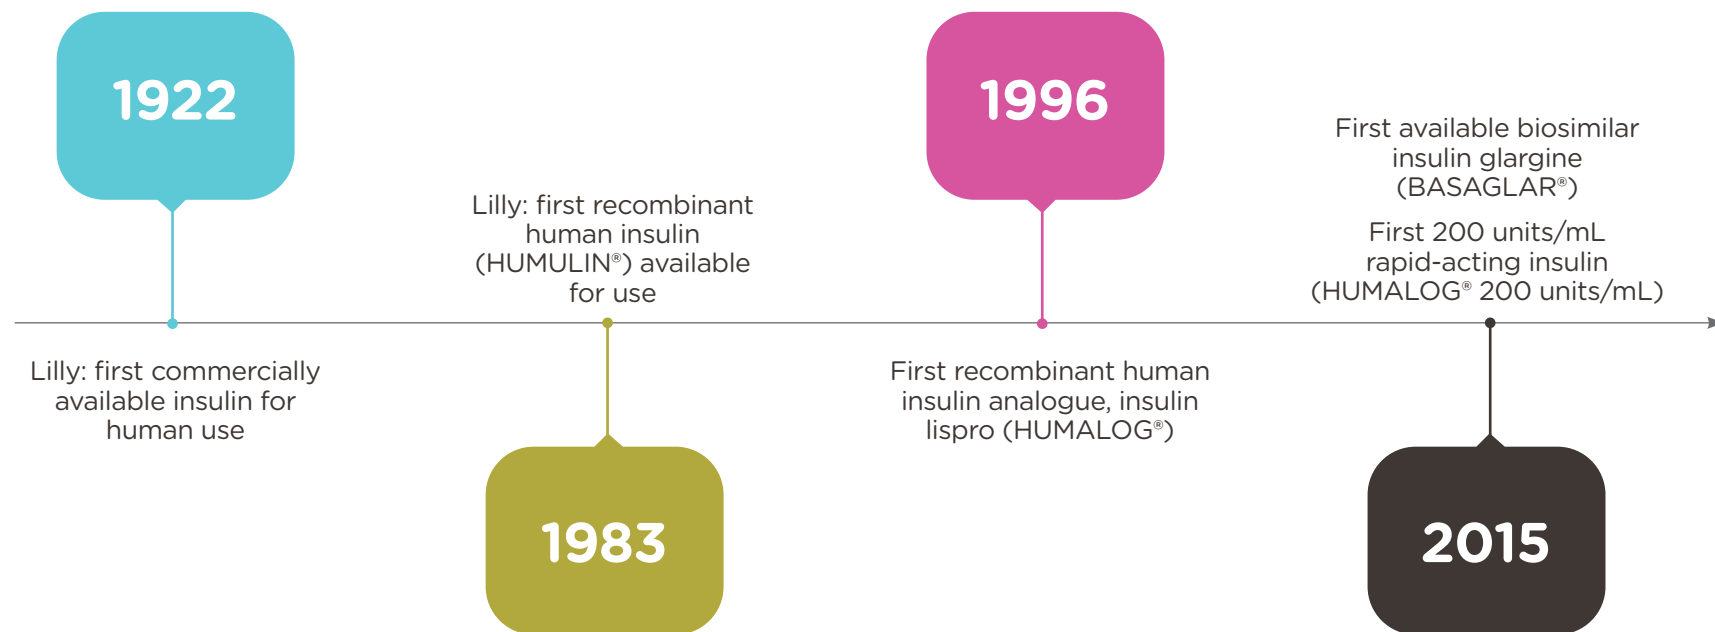 1922
Lilly: first commercially
available insulin for
human use
Lilly: first recombinant
human insulin
(HUMULIN®) available
for use
1983
1996
First recombinant human
insulin analogue, insulin
lispro (HUMALOG®)
First available biosimilar
insulin glargine
(BASAGLAR®)
First 200 units/mL
rapid-acting insulin
(HUMALOG® 200 units/mL)
2015